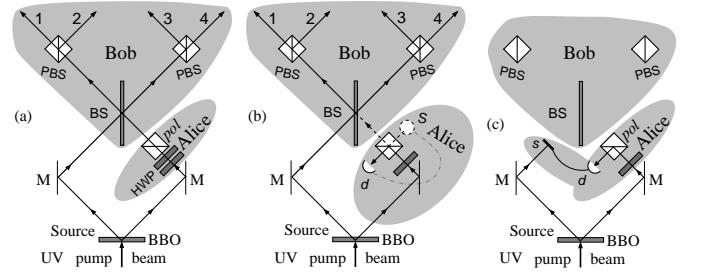 1 2 3 4
Bob
PBS PBS
BS
(a)
pol
Alice
HWP
M M
Source
BBO
UV pump beam
1 2 3 4
Bob
PBS PBS
BS
(b)
S
Alice
d
M M
Source
BBO
UV pump beam
Bob
PBS PBS
BS
(c)
pol
Alice
s
d
M M
Source
BBO
UV pump beam